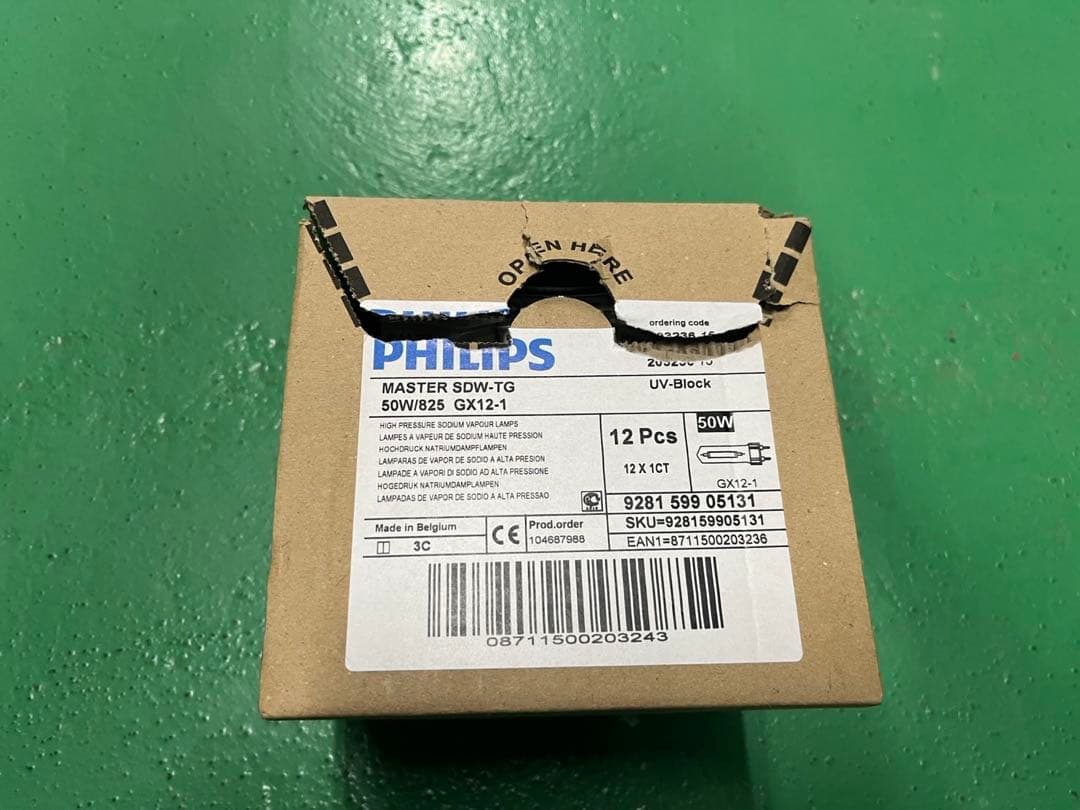 OPEN HERE
PHILIPS
ordering code
MASTER SDW-TG
50W/825 GX12-1
UV-Block
HIGH PRESSURE SODIUM VAPOUR LAMPS
LAMPES A VAPEUR DE SODIUM HAUTE PRESSION
HOCHDRUCK NATRIUMDAMPFLAMPEN
LAMPARAS DE VAPOR DE SODIO A ALTA PRESION
LAMPADE A VAPORI DI SODIO AD ALTA PRESSIONE
HOGEDRUK NATRIUMDAMPLAMPEN
LAMPADAS DE VAPOR DE SODIO A ALTA PRESSAO
12 Pcs
12 X 1CT
50W
GX12-1
9281 599 05131
SKU=928159905131
EAN1=8711500203236
Made in Belgium
3C
CE
Prod.order
104687988
08711500203243